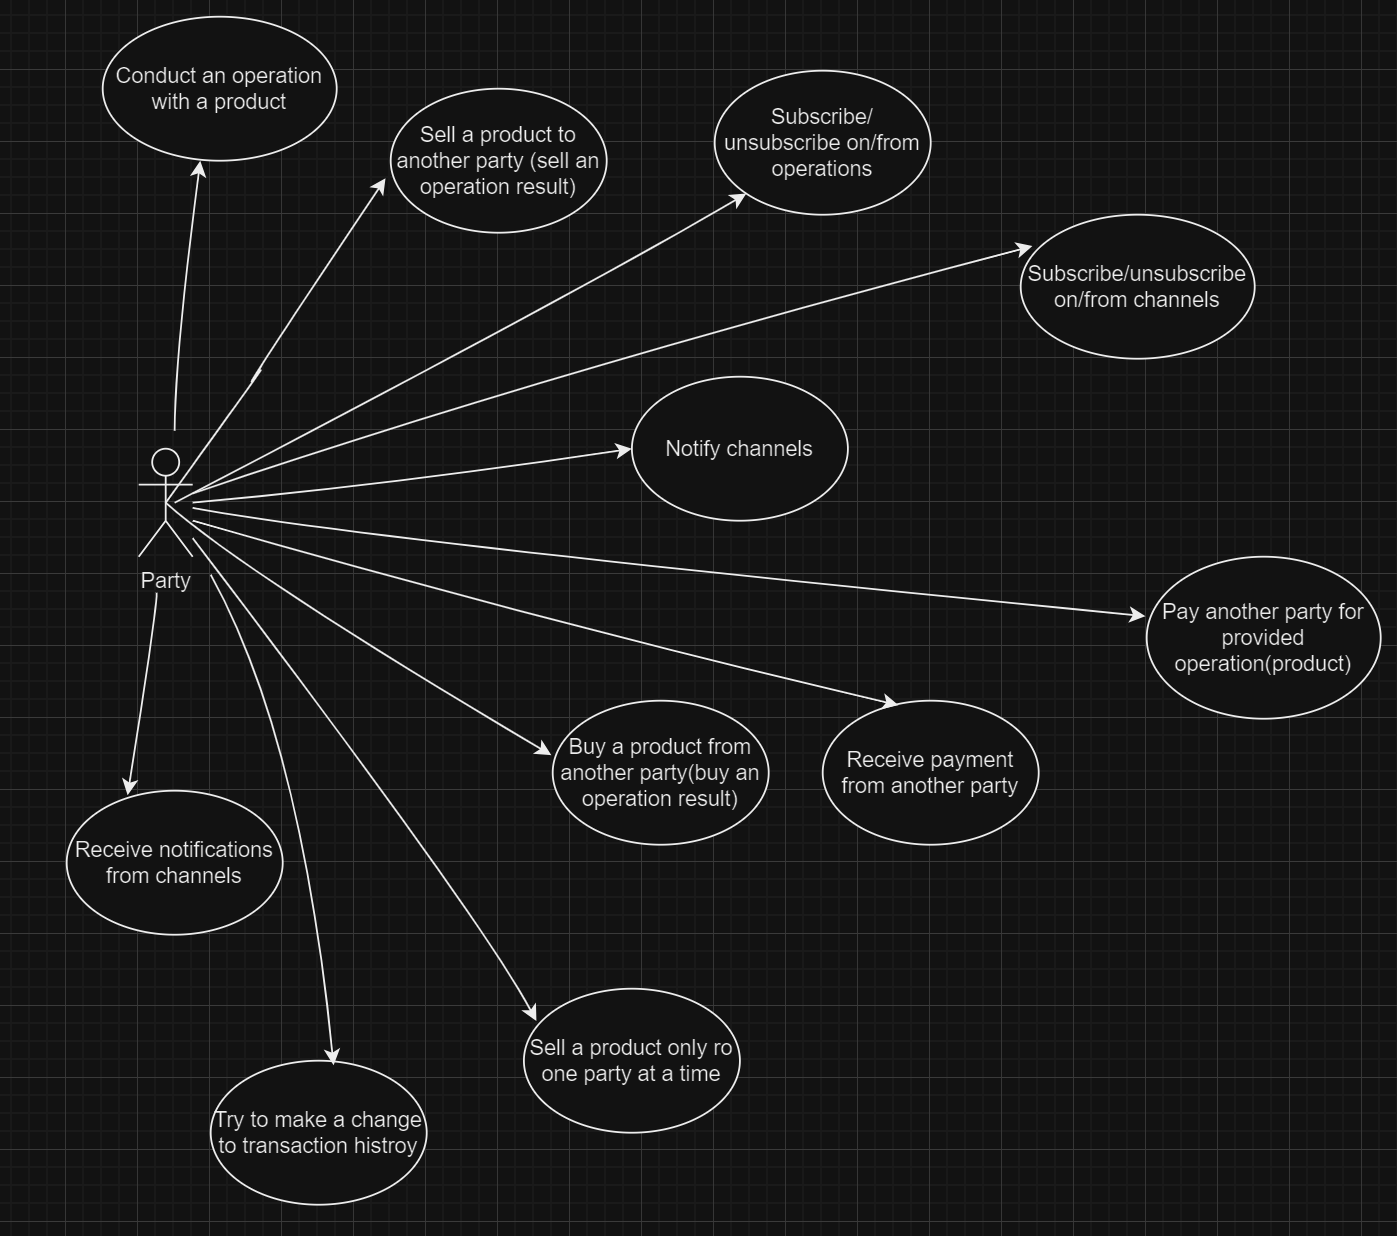 Conduct an operation
with a product
Sell a product to
another party (sell an
operation result)
Subscribe/
unsubscribe on/from
operations
Subscribe/unsubscribe
on/from channels
Notify channels
Party
Pay another party for
provided
operation(product)
Buy a product from
another party(buy an
operation result)
Receive payment
from another party
Receive notifications
from channels
Sell a product only ro
one party at a time
Try to make a change
to transaction histroy